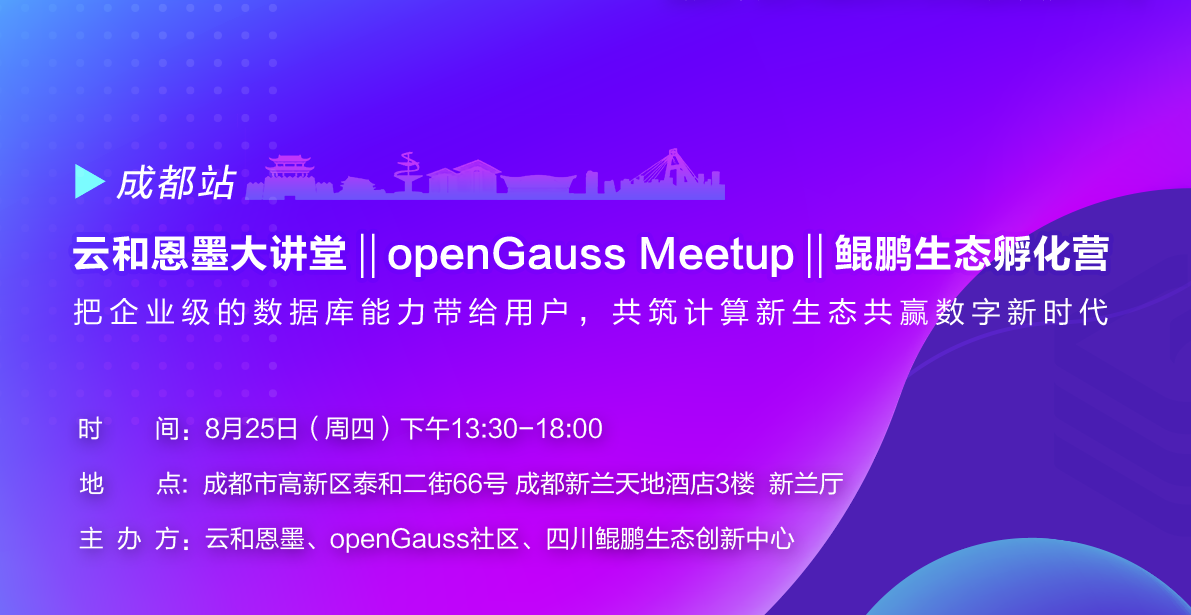 成都站
云和恩墨大讲堂 || openGauss Meetup || 鲲鹏生态孵化营
把企业级的数据库能力带给用户，共筑计算新生态共赢数字新时代
时 间：8月25日（周四）下午13:30-18:00
地 点：成都市高新区泰和二街66号 成都新兰天地酒店3楼 新兰厅
主办方：云和恩墨、openGauss社区、四川鲲鹏生态创新中心